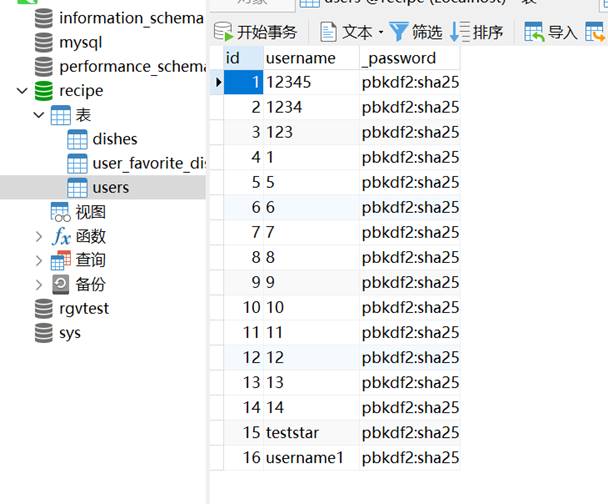 对象
users @recipe (Localhost) - 表
information_schema
mysql
performance_schema
recipe
表
dishes
user_favorite_dis
users
视图
fx 函数
查询
备份
rgvtest
sys
开始事务 文本 筛选 排序 导入
id username _password
1 12345 pbkdf2:sha25
2 1234 pbkdf2:sha25
3 123 pbkdf2:sha25
4 1 pbkdf2:sha25
5 5 pbkdf2:sha25
6 6 pbkdf2:sha25
7 7 pbkdf2:sha25
8 8 pbkdf2:sha25
9 9 pbkdf2:sha25
10 10 pbkdf2:sha25
11 11 pbkdf2:sha25
12 12 pbkdf2:sha25
13 13 pbkdf2:sha25
14 14 pbkdf2:sha25
15 teststar pbkdf2:sha25
16 username1 pbkdf2:sha25